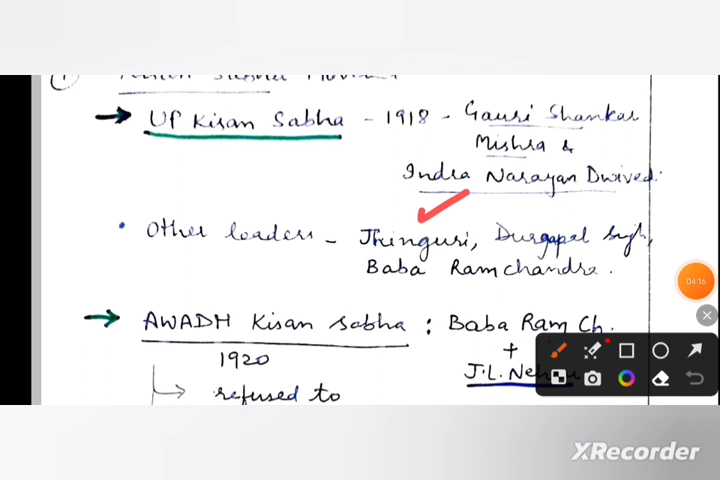 UP Kisan Sabha - 1918 - Gauri Shankar
Mishra &
Indra Narayan Dwived.
• Other leaders - Jhinguri, Durgapal Singh,
Baba Ramchandra.
→ AWADH Kisan Sabha : Baba Ram Ch.
1920 +
J.L. Nehru
↳ refused to
04:16
XRecorder